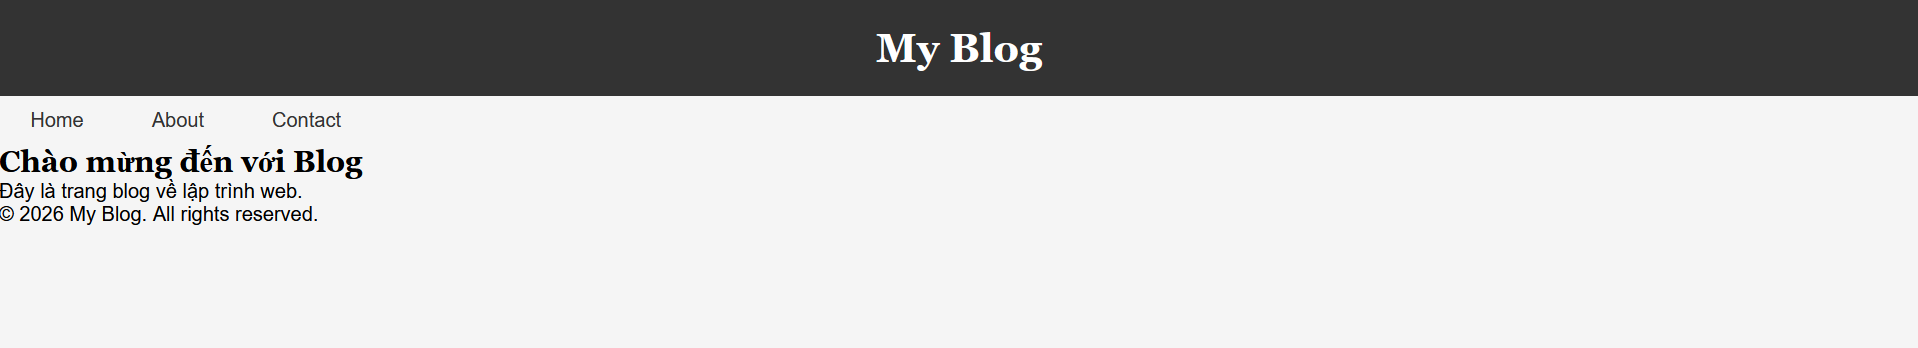 My Blog
Home About Contact
Chào mừng đến với Blog
Đây là trang blog về lập trình web.
© 2026 My Blog. All rights reserved.